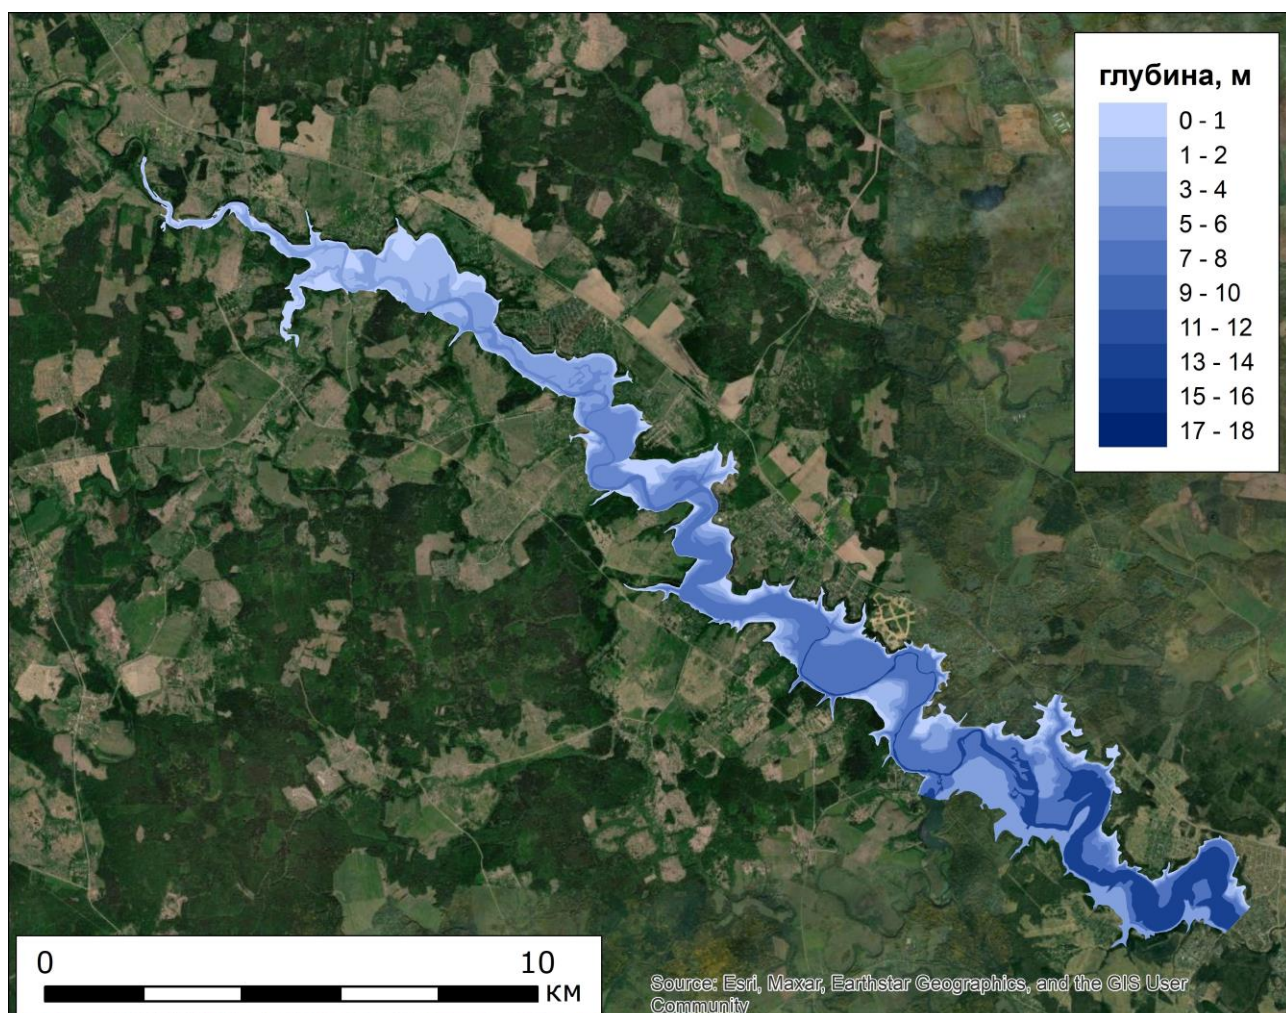 глубина, м
0 - 1
1 - 2
3 - 4
5 - 6
7 - 8
9 - 10
11 - 12
13 - 14
15 - 16
17 - 18
0 10
км
Source: Esri, Maxar, Earthstar Geographics, and the GIS User
Community